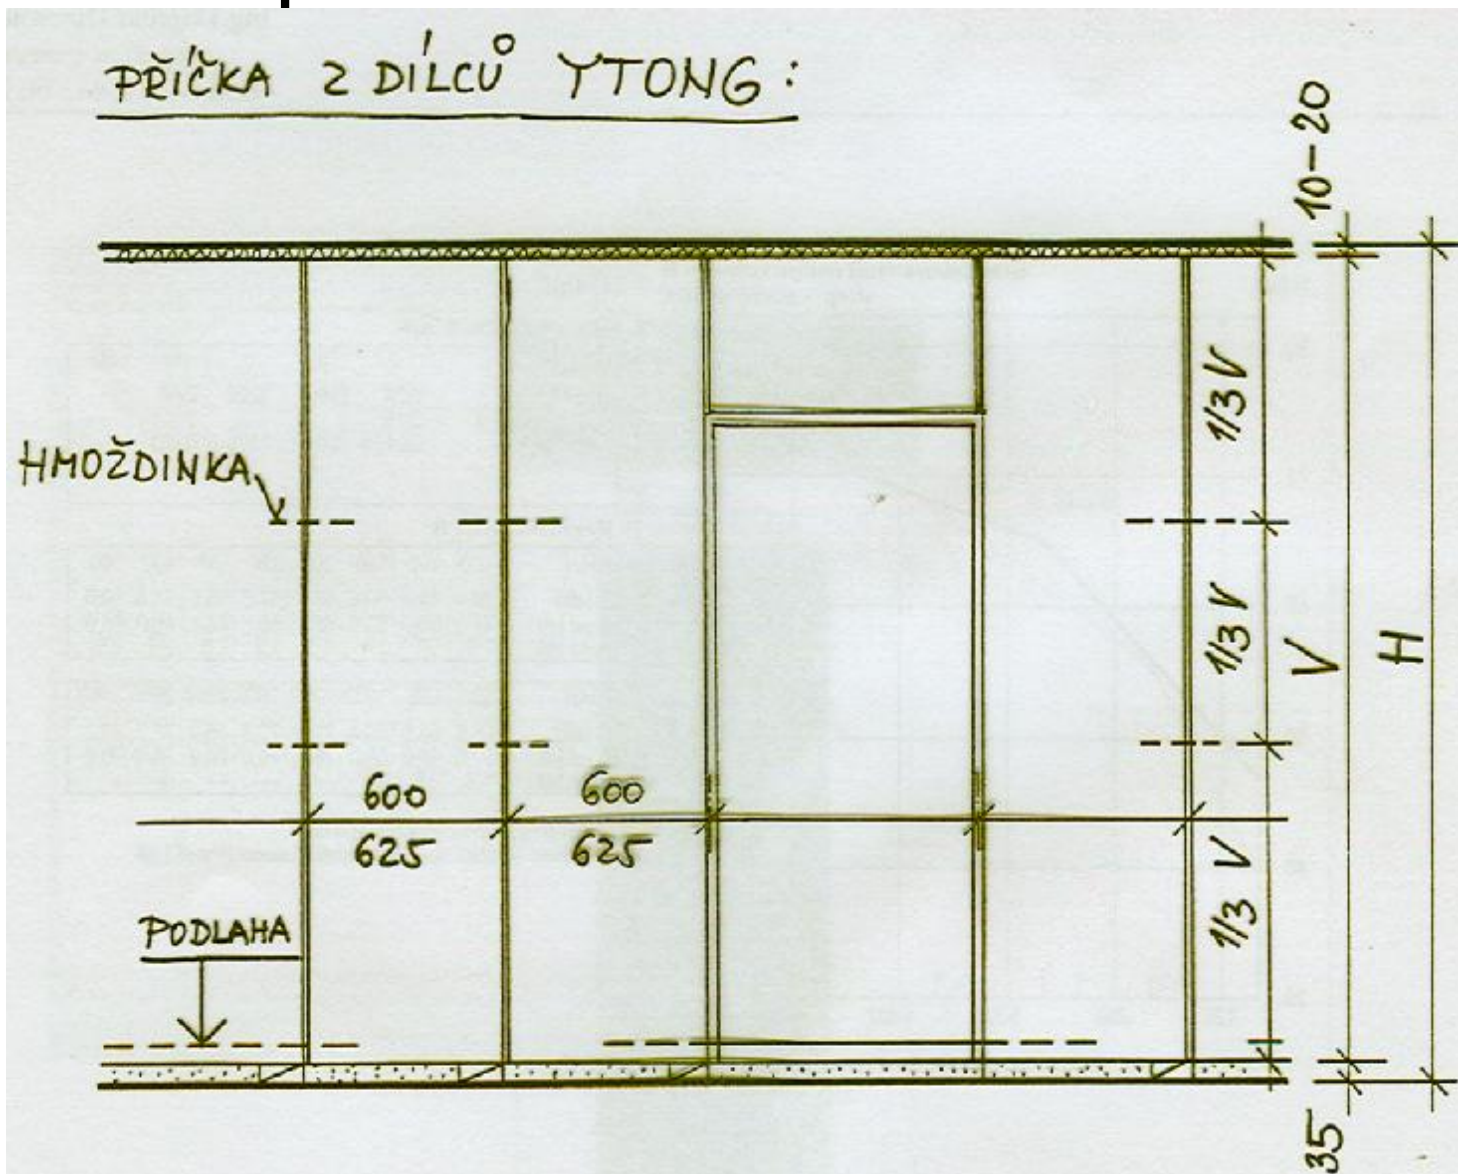 PŘÍČKA Z DÍLCŮ YTONG:
10-20
HMOŽDINKA
1/3 V
1/3 V
V
H
600
600
625
625
1/3 V
PODLAHA
35